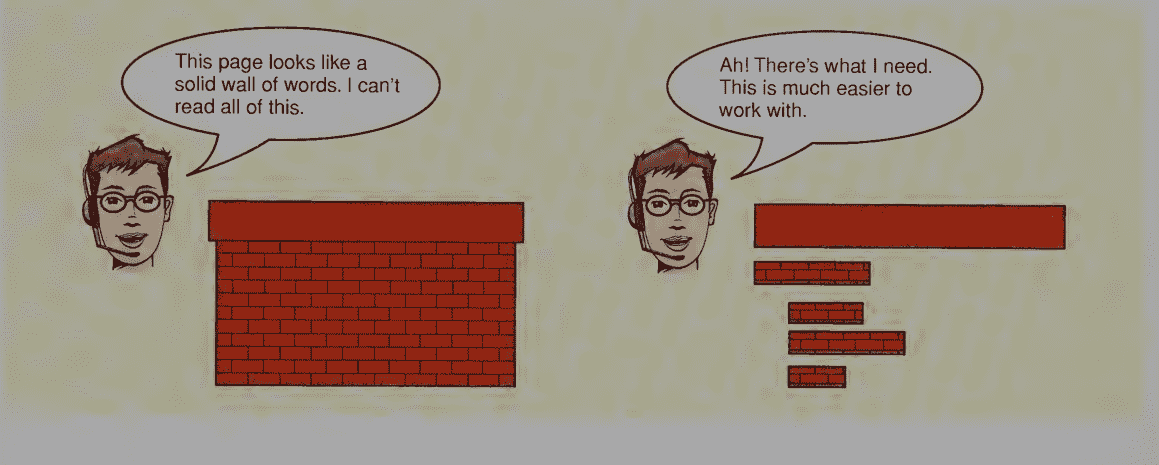 This page looks like a
solid wall of words. I can't
read all of this.
Ah! There's what I need.
This is much easier to
work with.